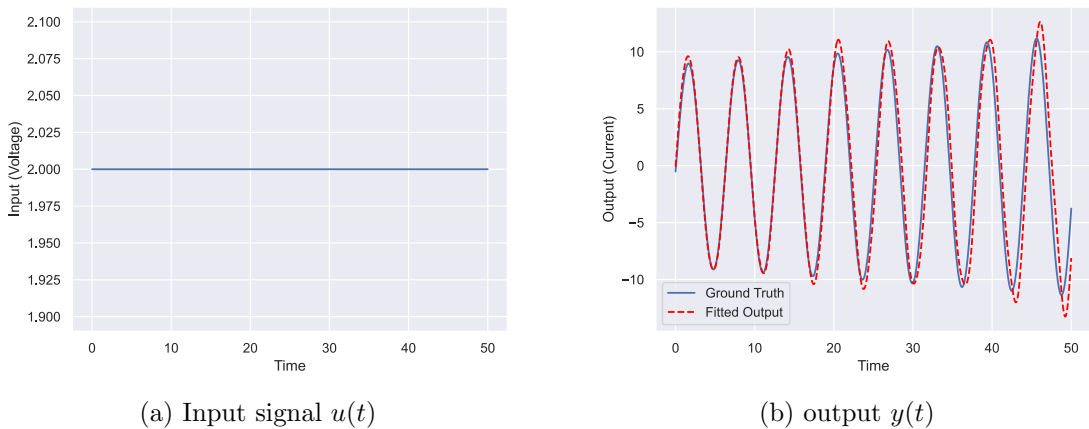 2.100
2.075
2.050
2.025
2.000
1.975
1.950
1.925
1.900
Input (Voltage)
0 10 20 30 40 50
Time
(a) Input signal u(t)
10
5
0
−5
−10
Output (Current)
Ground Truth
Fitted Output
0 10 20 30 40 50
Time
(b) output y(t)